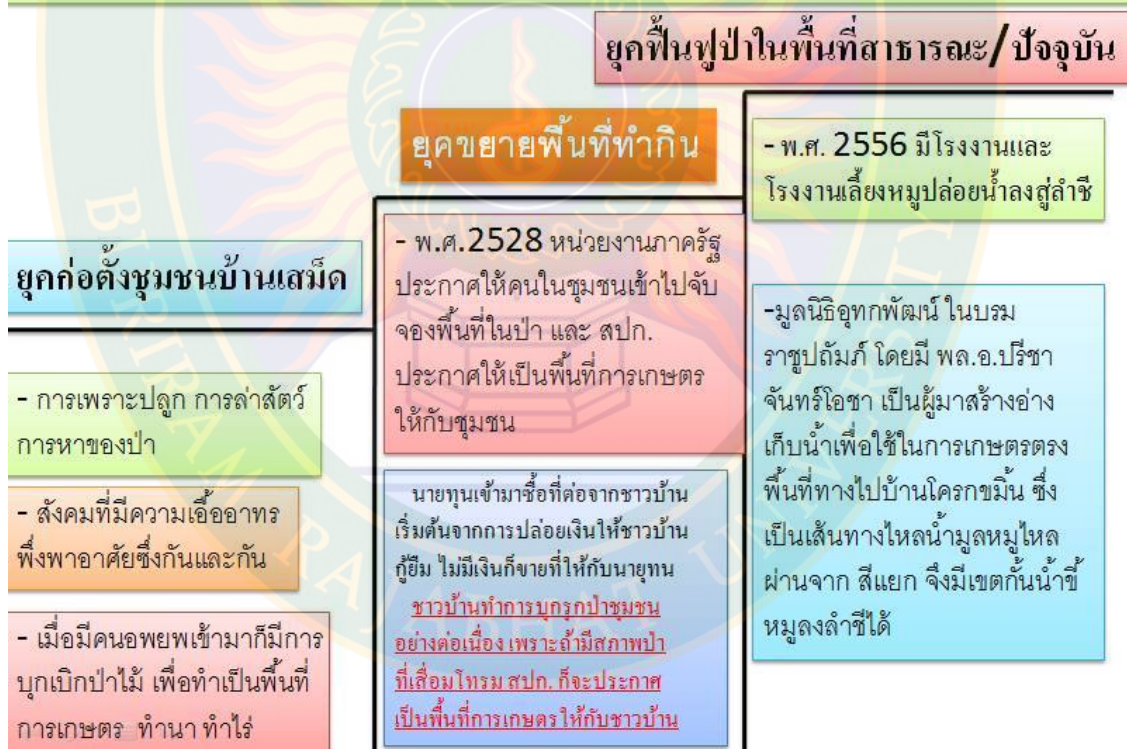 ยุคฟื้นฟูป่าในพื้นที่สาธารณะ/ปัจจุบัน
ยุคขยายพื้นที่ทำกิน
ยุคก่อตั้งชุมชนบ้านเสม็ด
- การเพราะปลูก การล่าสัตว์
การหาของป่า
- สังคมที่มีความเอื้ออาทร
พึ่งพาอาศัยซึ่งกันและกัน
- เมื่อมีคนอพยพเข้ามาก็มีการ
บุกเบิกป่าไม้ เพื่อทำเป็นพื้นที่
การเกษตร ทำนา ทำไร่
- พ.ศ.2528 หน่วยงานภาครัฐ
ประกาศให้คนในชุมชนเข้าไปจับ
จองพื้นที่ในป่า และ สปก.
ประกาศให้เป็นพื้นที่การเกษตร
ให้กับชุมชน
นายทุนเข้ามาซื้อที่ต่อจากชาวบ้าน
เริ่มต้นจากการปล่อยเงินให้ชาวบ้าน
กู้ยืม ไม่มีเงินก็ขายที่ให้กับนายุทน
ชาวบ้านทำการบุกรุกป่าชุมชน
อย่างต่อเนื่อง เพราะถ้ามีสภาพป่า
ที่เสื่อมโทรม สปก. ก็จะประกาศ
เป็นพื้นที่การเกษตร ให้กับชาวบ้าน
- พ.ศ. 2556 มีโรงงานและ
โรงงานเลี้ยงหมูปล่อยน้ำลงสู่ลำชี
-มูลนิธิอุทกพัฒน์ ในบรม
ราชูปถัมภ์ โดยมี พล.อ.ปรีชา
จันทร์โอชา เป็นผู้มาสร้างอ่าง
เก็บน้ำเพื่อใช้ในการเกษตรตรง
พื้นที่ทางไปบ้านโครกขมิ้น ซึ่ง
เป็นเส้นทางไหลน้ำมูลหมูไหล
ผ่านจาก สี่แยก จึงมีเขตกั้นน้ำขี้
หมูลงลำชีได้
BURIRAM RAJABHAT UNIVERSITY